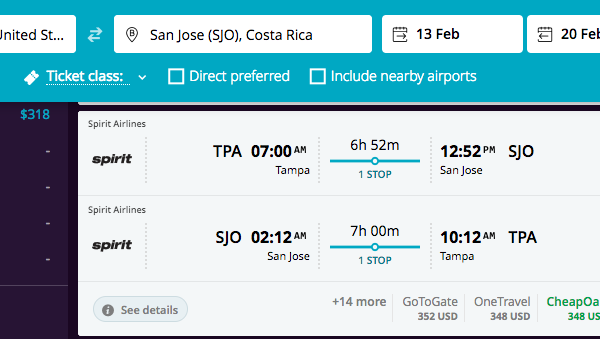 United St...
B San Jose (SJO), Costa Rica
13 Feb
20 Feb
Ticket class:
Direct preferred
Include nearby airports
$318
-
-
-
-
Spirit Airlines
spirit
TPA 07:00 AM
Tampa
6h 52m
1 STOP
12:52 PM SJO
San Jose
Spirit Airlines
spirit
SJO 02:12 AM
San Jose
7h 00m
1 STOP
10:12 AM TPA
Tampa
i See details
+14 more
GoToGate
352 USD
OneTravel
348 USD
CheapOa
348 US